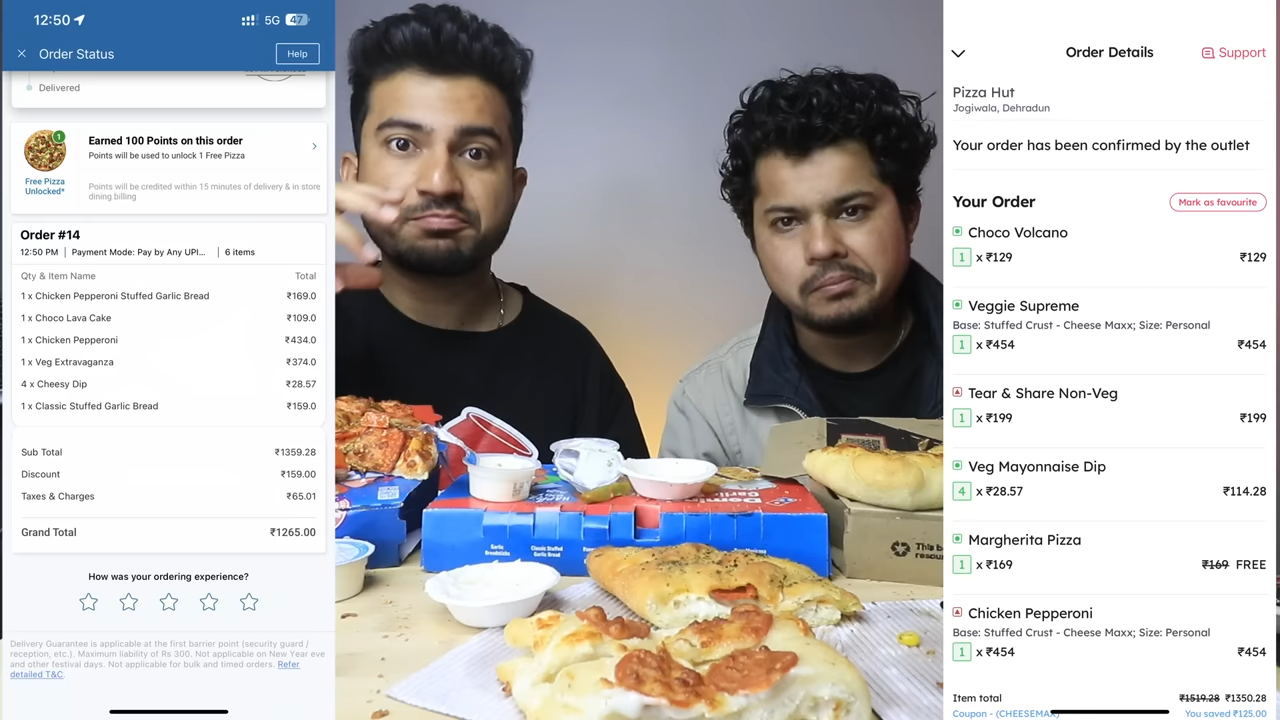 12:50
5G
47
Order Status
Help
Delivered
1
Earned 100 Points on this order
Points will be used to unlock 1 Free Pizza
Free Pizza
Unlocked*
Points will be credited within 15 minutes of delivery & in store
dining billing
Order #14
12:50 PM | Payment Mode: Pay by Any UPI... | 6 items
Qty & Item Name Total
1 x Chicken Pepperoni Stuffed Garlic Bread ₹169.0
1 x Choco Lava Cake ₹109.0
1 x Chicken Pepperoni ₹434.0
1 x Veg Extravaganza ₹374.0
4 x Cheesy Dip ₹28.57
1 x Classic Stuffed Garlic Bread ₹159.0
Sub Total ₹1359.28
Discount ₹159.00
Taxes & Charges ₹65.01
Grand Total ₹1265.00
How was your ordering experience?
Delivery Guarantee is applicable at the first barrier point (security guard /
reception, etc.). Maximum liability of Rs 300. Not applicable on New Year eve
and other festival days. Not applicable for bulk and timed orders. Refer
detailed T&C.
Garlic
Breadsticks
Classic Stuffed
Garlic Bread
This b
Order Details
Support
Pizza Hut
Jogiwala, Dehradun
Your order has been confirmed by the outlet
Your Order
Mark as favourite
Choco Volcano
1 x ₹129 ₹129
Veggie Supreme
Base: Stuffed Crust - Cheese Maxx; Size: Personal
1 x ₹454 ₹454
Tear & Share Non-Veg
1 x ₹199 ₹199
Veg Mayonnaise Dip
4 x ₹28.57 ₹114.28
Margherita Pizza
1 x ₹169 ₹169 FREE
Chicken Pepperoni
Base: Stuffed Crust - Cheese Maxx; Size: Personal
1 x ₹454 ₹454
Item total ₹1519.28 ₹1350.28
Coupon - (CHEESEMAX) You saved ₹125.00